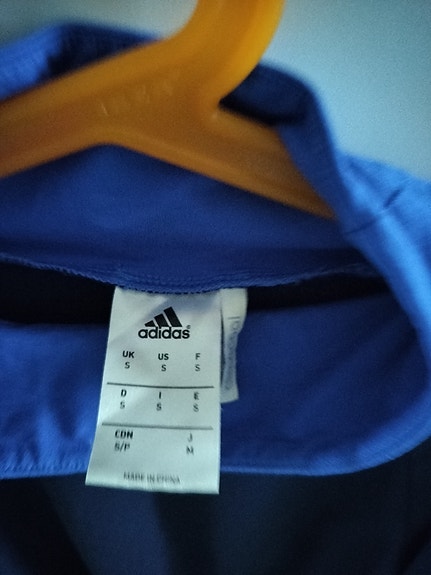 adidas
UK US F
S S S
D I E
S S S
CDN J
S/P M
MADE IN CHINA